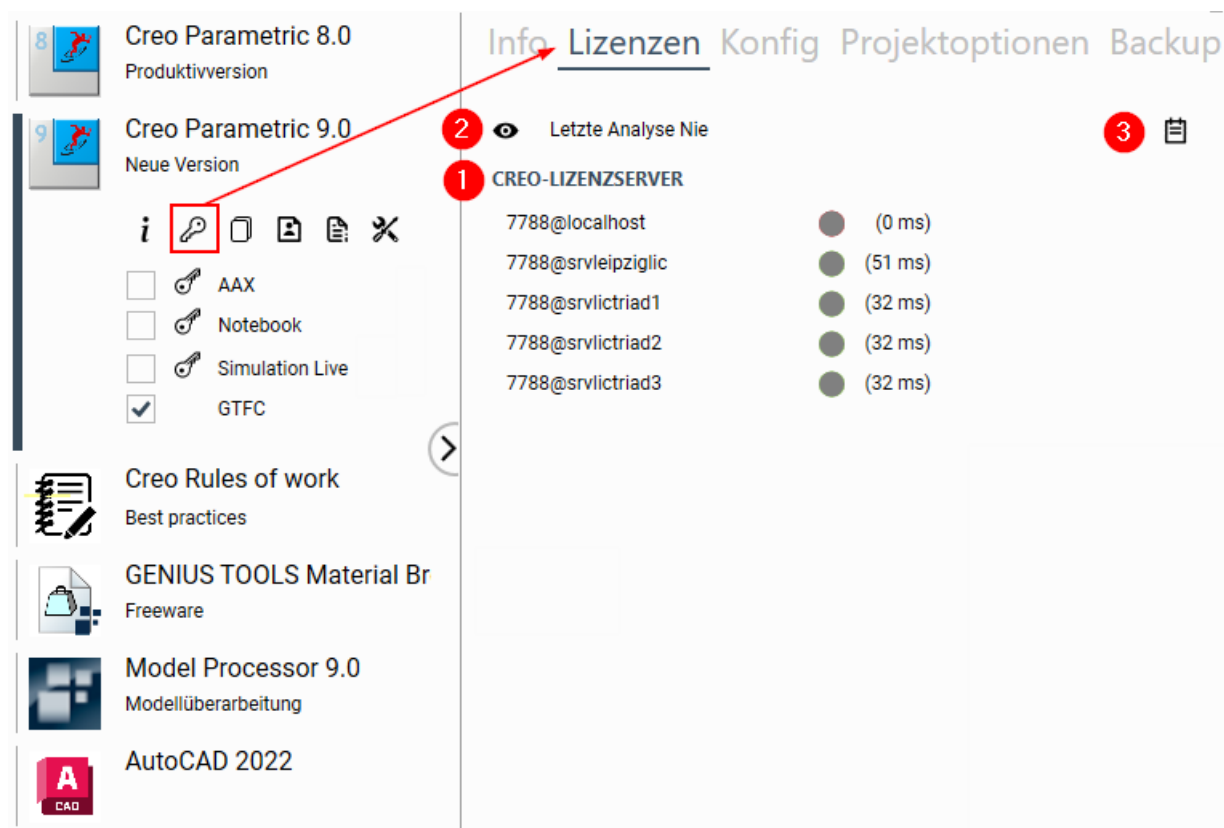 8
Creo Parametric 8.0
Produktivversion
9
Creo Parametric 9.0
Neue Version
i
AAX
Notebook
Simulation Live
GTFC
Creo Rules of work
Best practices
GENIUS TOOLS Material Br
Freeware
Model Processor 9.0
Modellüberarbeitung
A
CAD
AutoCAD 2022
Info Lizenzen Konfig Projektoptionen Backup
2 Letzte Analyse Nie 3
1 CREO-LIZENZSERVER
7788@localhost (0 ms)
7788@srvleipziglic (51 ms)
7788@srvlictriad1 (32 ms)
7788@srvlictriad2 (32 ms)
7788@srvlictriad3 (32 ms)